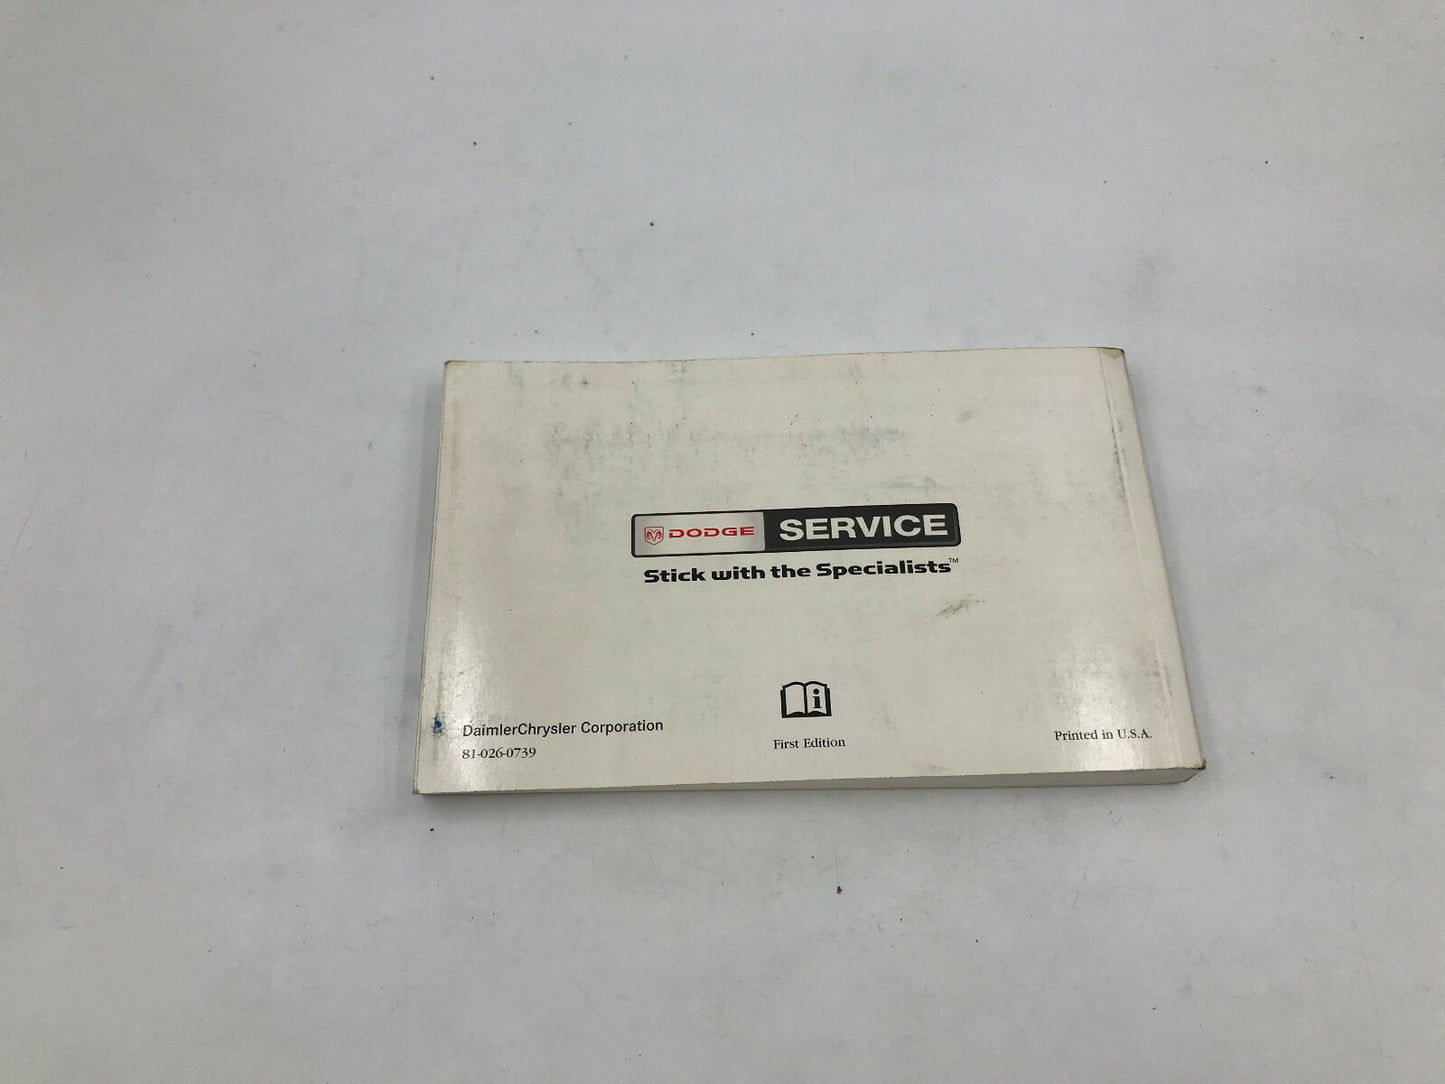 DODGE SERVICE
Stick with the Specialists™
i
DaimlerChrysler Corporation
81-026-0739
First Edition
Printed in U.S.A.